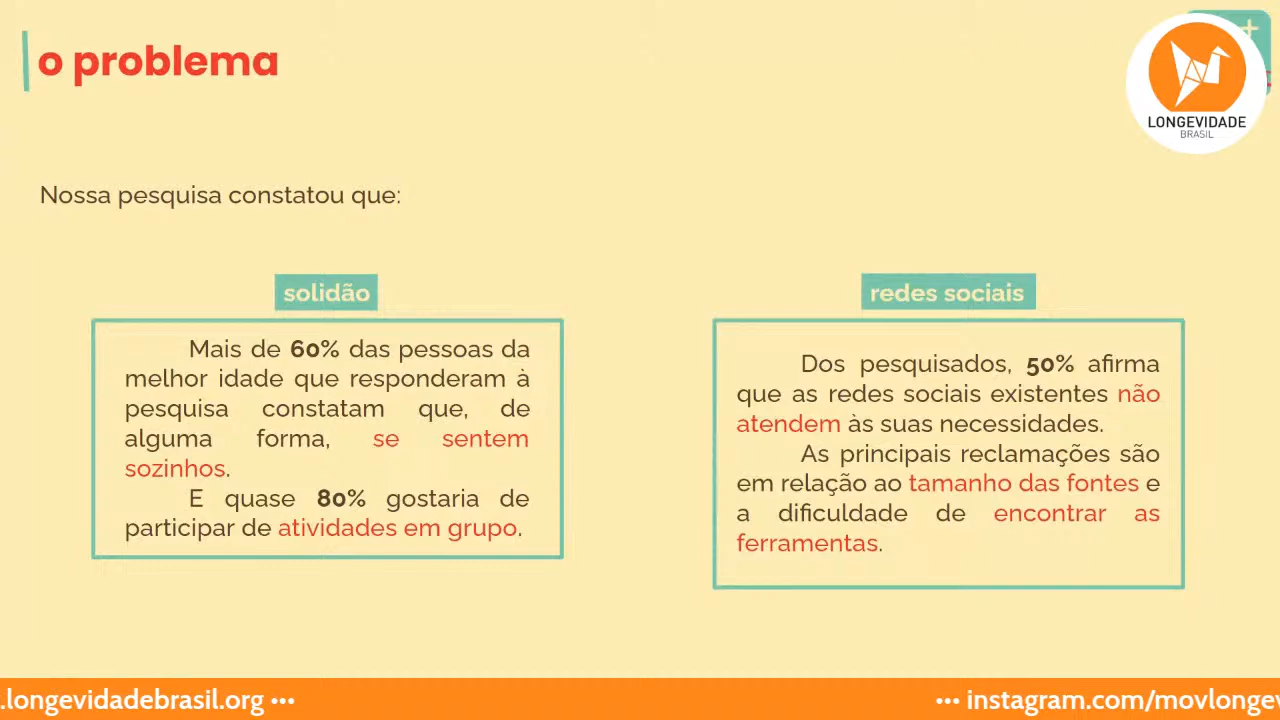 o problema
+
LONGEVIDADE
BRASIL
Nossa pesquisa constatou que:
solidão
Mais de 60% das pessoas da
melhor idade que responderam à
pesquisa constatam que, de
alguma forma, se sentem
sozinhos.
E quase 80% gostaria de
participar de atividades em grupo.
redes sociais
Dos pesquisados, 50% afirma
que as redes sociais existentes não
atendem às suas necessidades.
As principais reclamações são
em relação ao tamanho das fontes e
a dificuldade de encontrar as
ferramentas.
.longevidadebrasil.org ••• ••• instagram.com/movlongev